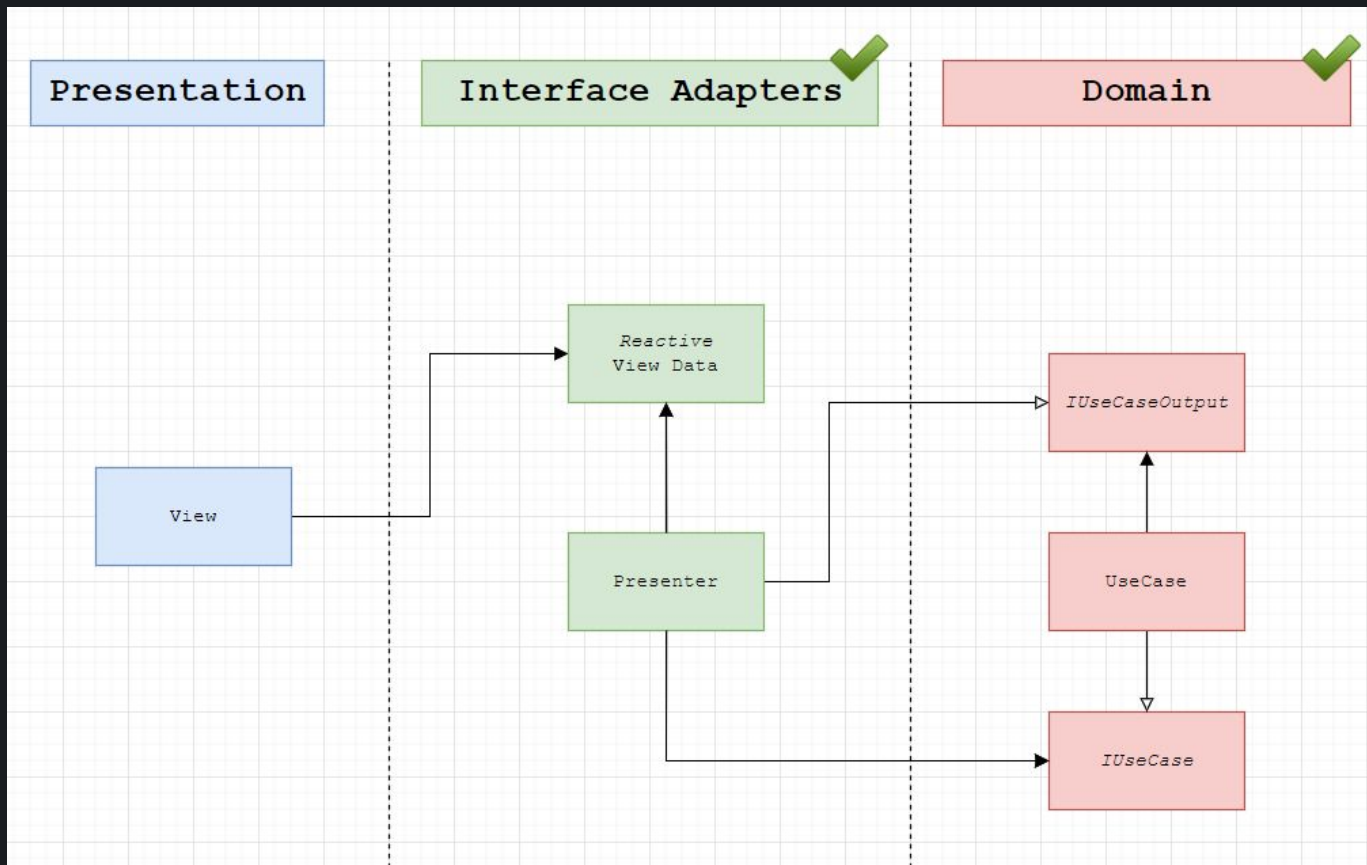 Presentation
Interface Adapters
Domain
Reactive
View Data
IUseCaseOutput
View
Presenter
UseCase
IUseCase